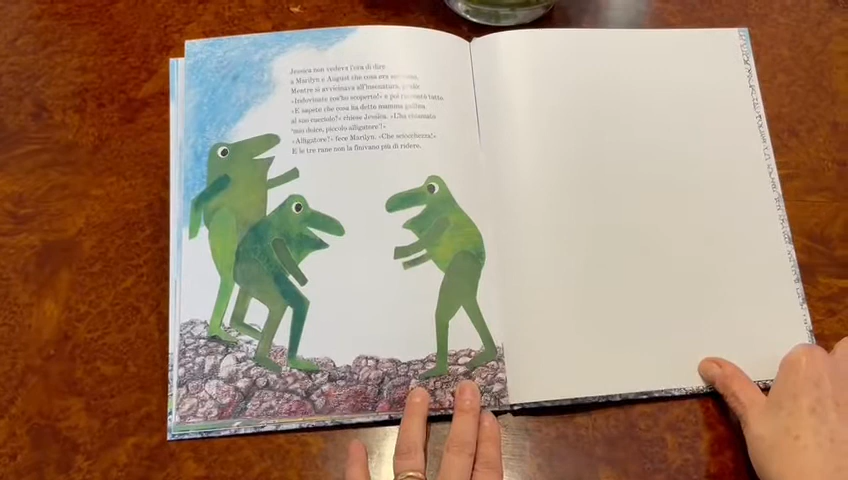 Jessica non vedeva l'ora di dire
a Marilyn e August che cosa era successo.
Mentre si avvicinava all'insenatura, gridò:
«Indovinate cos'ho scoperto!» e poi raccontò tutto.
«E sapete che cosa ha detto mamma gallina
al suo cucciolo?» chiese Jessica. «L'ha chiamato
'mio dolce, piccolo alligatore'!»
«Alligatore!» fece Marilyn. «Che sciocchezza!»
E le tre rane non la finivano più di ridere.